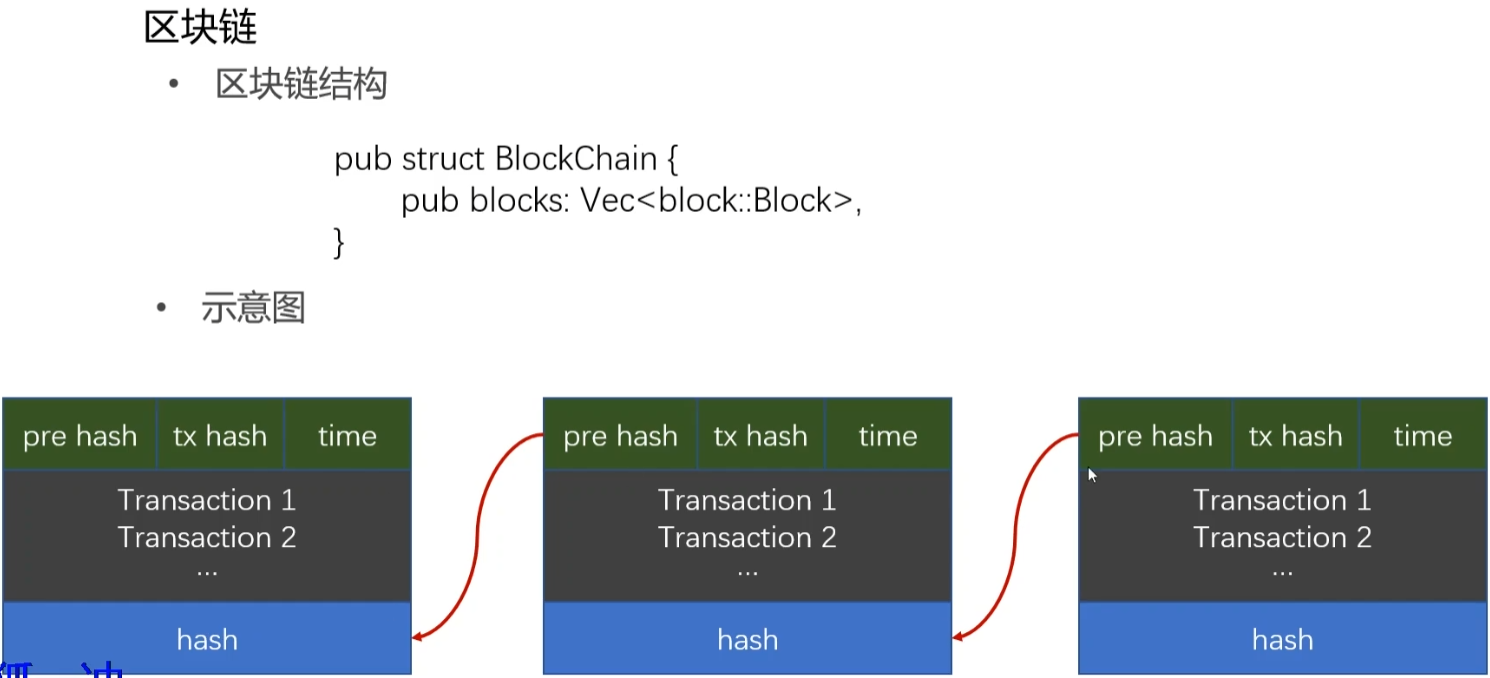 区块链
• 区块链结构
pub struct BlockChain {
pub blocks: Vec<block::Block>,
}
• 示意图
pre hash tx hash time
Transaction 1
Transaction 2
...
hash
pre hash tx hash time
Transaction 1
Transaction 2
...
hash
pre hash tx hash time
Transaction 1
Transaction 2
...
hash